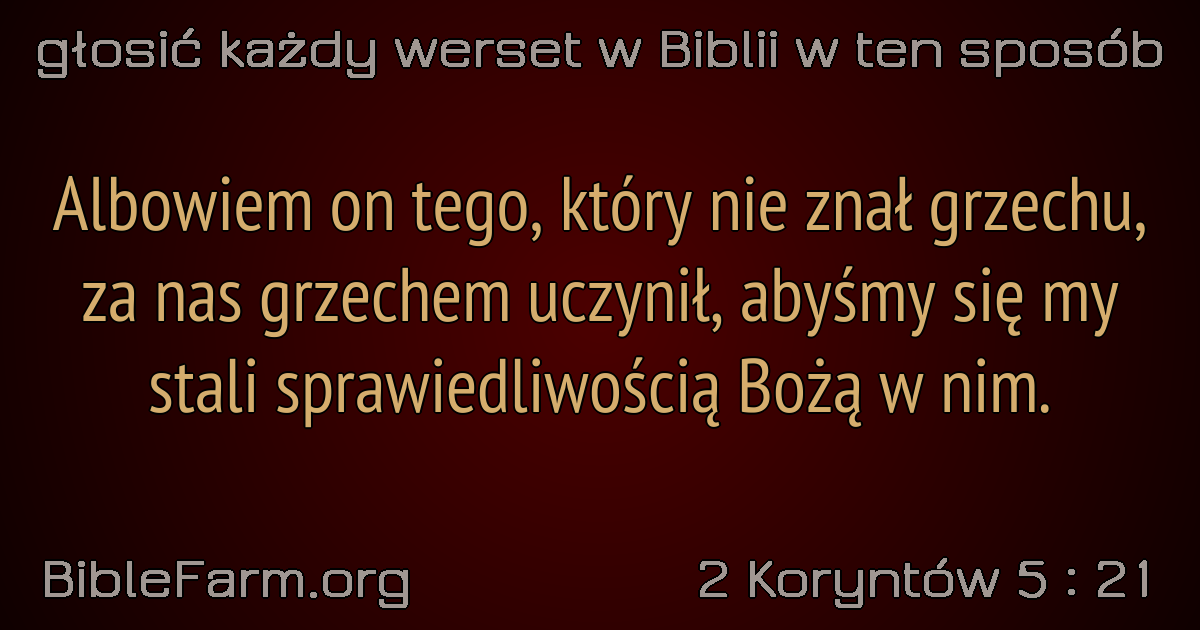 głosić każdy werset w Biblii w ten sposób
Albowiem on tego, który nie znał grzechu,
za nas grzechem uczynił, abyśmy się my
stali sprawiedliwością Bożą w nim.
BibleFarm.org
2 Koryntów 5 : 21